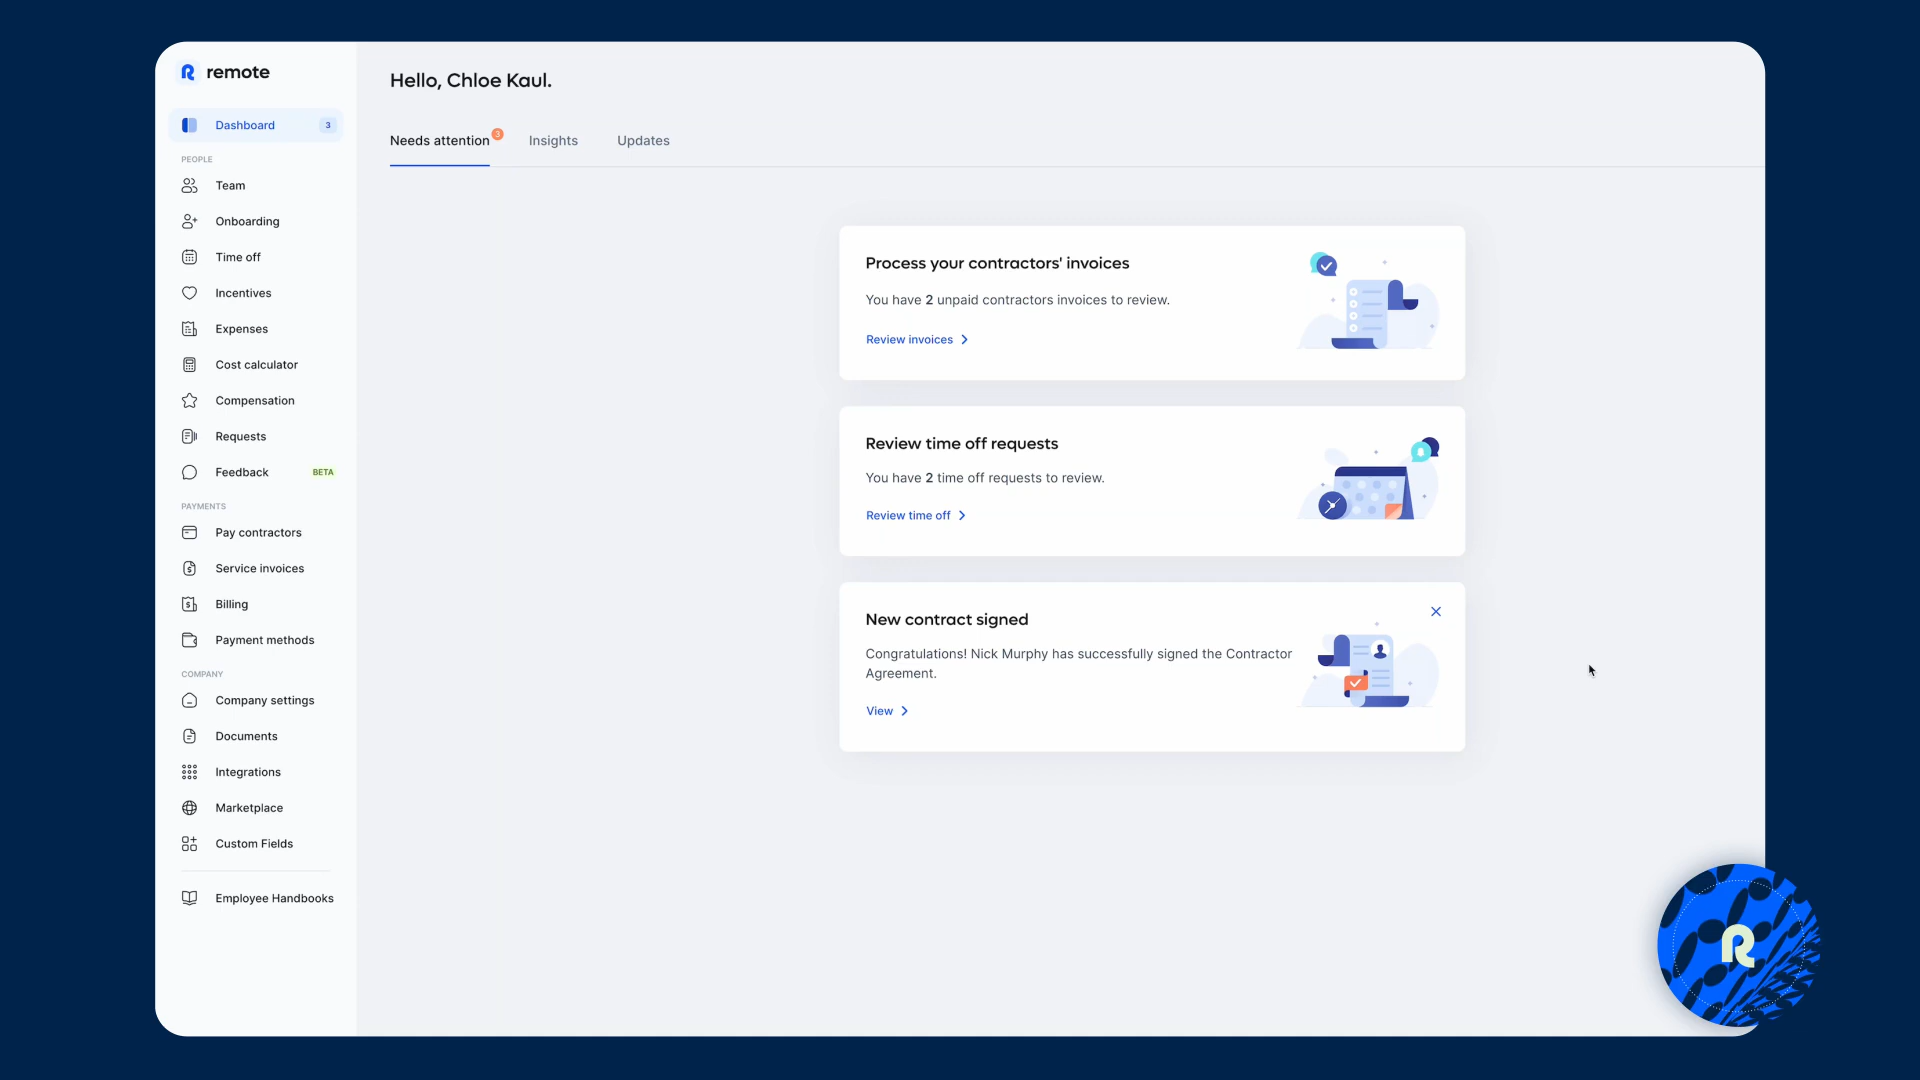 remote
Dashboard 3
PEOPLE
Team
Onboarding
Time off
Incentives
Expenses
Cost calculator
Compensation
Requests
Feedback BETA
PAYMENTS
Pay contractors
Service invoices
Billing
Payment methods
COMPANY
Company settings
Documents
Integrations
Marketplace
Custom Fields
Employee Handbooks
Hello, Chloe Kaul.
Needs attention 3 Insights Updates
Process your contractors' invoices
You have 2 unpaid contractors invoices to review.
Review invoices
Review time off requests
You have 2 time off requests to review.
Review time off
New contract signed
Congratulations! Nick Murphy has successfully signed the Contractor
Agreement.
View
R